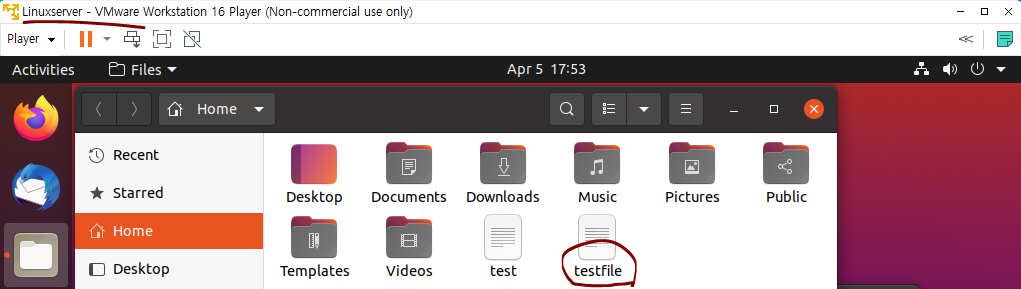 Linuxserver - VMware Workstation 16 Player (Non-commercial use only)
Player
Activities Files Apr 5 17:53
Home
Recent
Starred
Home
Desktop
Desktop Documents Downloads Music Pictures Public
Templates Videos test testfile